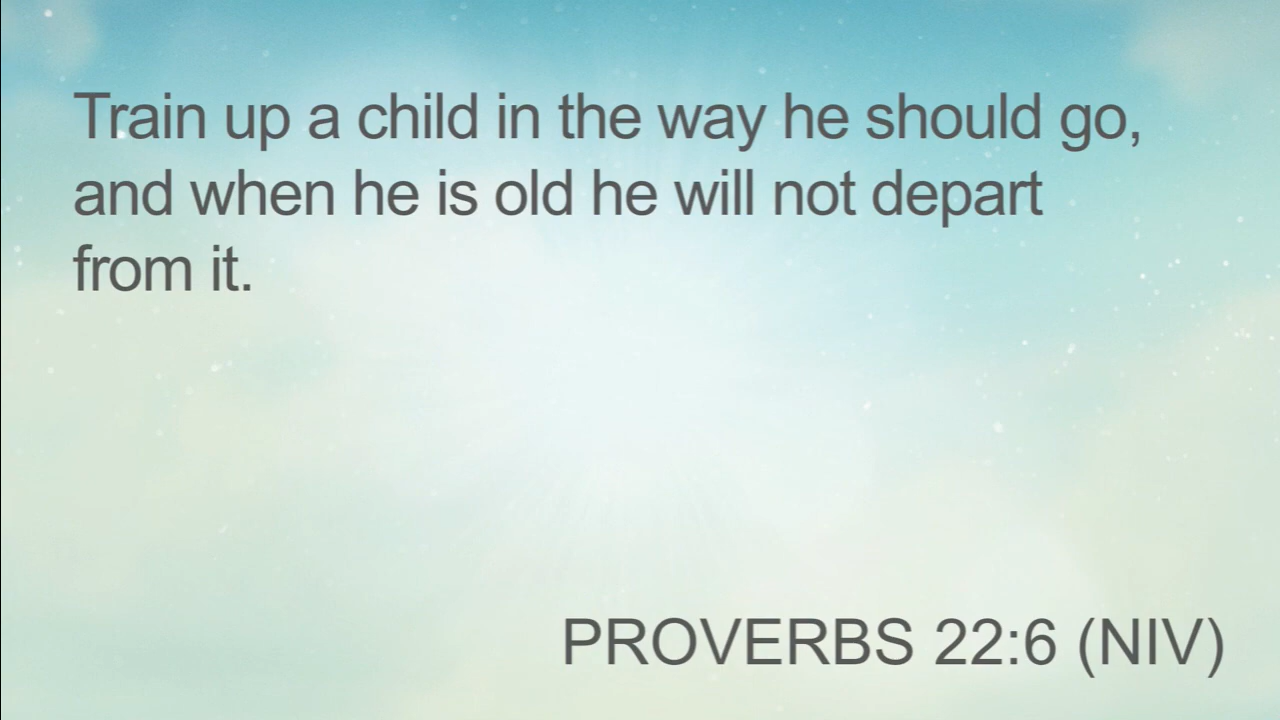 Train up a child in the way he should go,
and when he is old he will not depart
from it.
PROVERBS 22:6 (NIV)